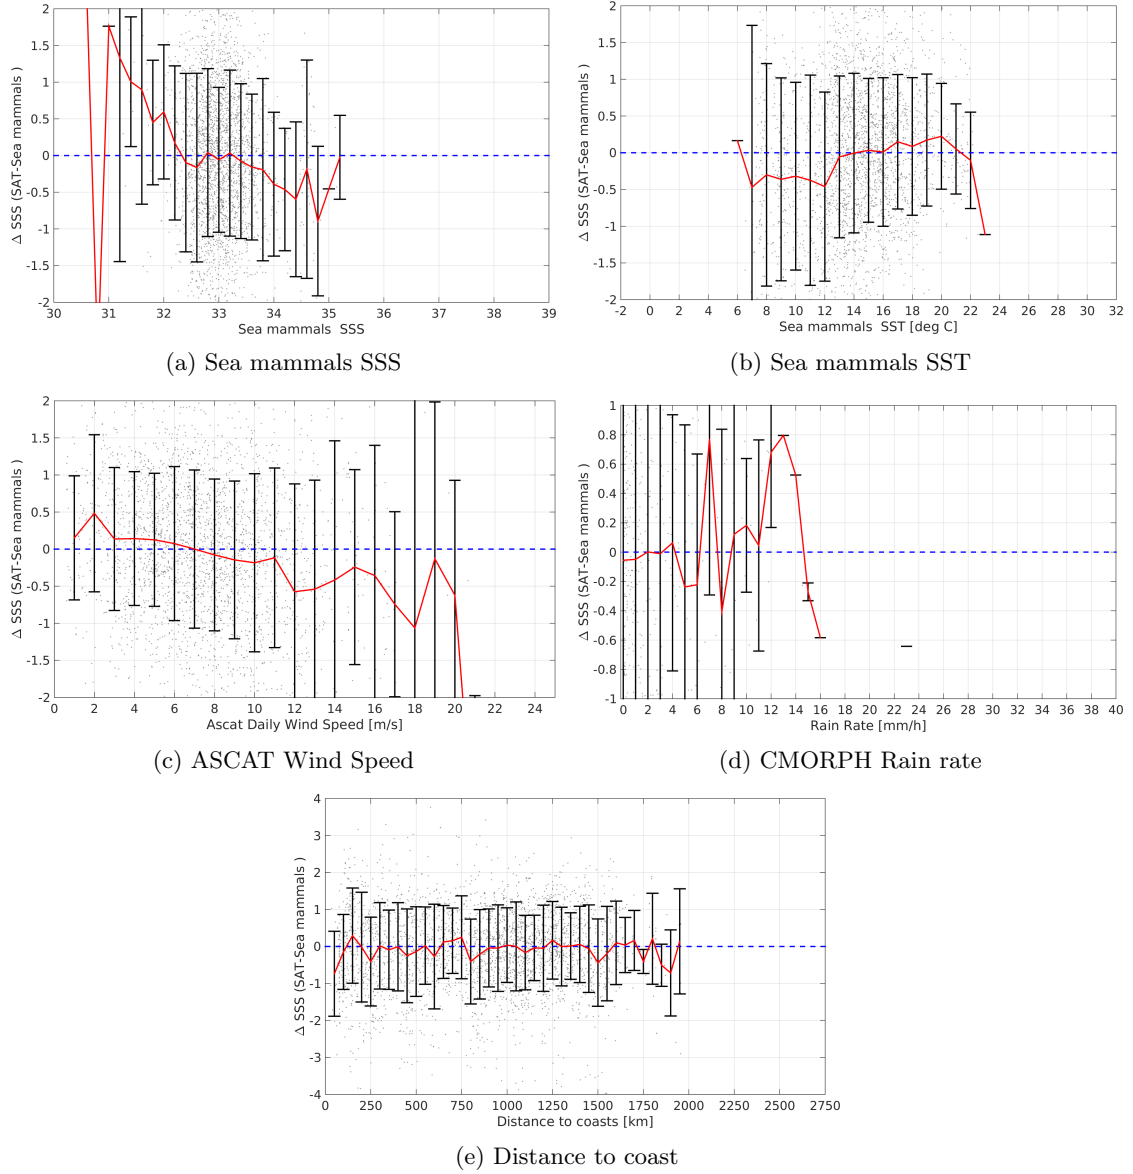 2
1.5
1
0.5
0
-0.5
-1
-1.5
-2
Δ SSS (SAT-Sea mammals )
30 31 32 33 34 35 36 37 38 39
Sea mammals  SSS
(a) Sea mammals SSS
2
1.5
1
0.5
0
-0.5
-1
-1.5
-2
Δ SSS (SAT-Sea mammals )
-2 0 2 4 6 8 10 12 14 16 18 20 22 24 26 28 30 32
Sea mammals  SST [deg C]
(b) Sea mammals SST
2
1.5
1
0.5
0
-0.5
-1
-1.5
-2
Δ SSS (SAT-Sea mammals )
0 2 4 6 8 10 12 14 16 18 20 22 24
Ascat Daily Wind Speed [m/s]
(c) ASCAT Wind Speed
1
0.8
0.6
0.4
0.2
0
-0.2
-0.4
-0.6
-0.8
-1
Δ SSS (SAT-Sea mammals )
0 2 4 6 8 10 12 14 16 18 20 22 24 26 28 30 32 34 36 38 40
Rain Rate [mm/h]
(d) CMORPH Rain rate
4
3
2
1
0
-1
-2
-3
-4
Δ SSS (SAT-Sea mammals )
0 250 500 750 1000 1250 1500 1750 2000 2250 2500 2750
Distance to coasts [km]
(e) Distance to coast